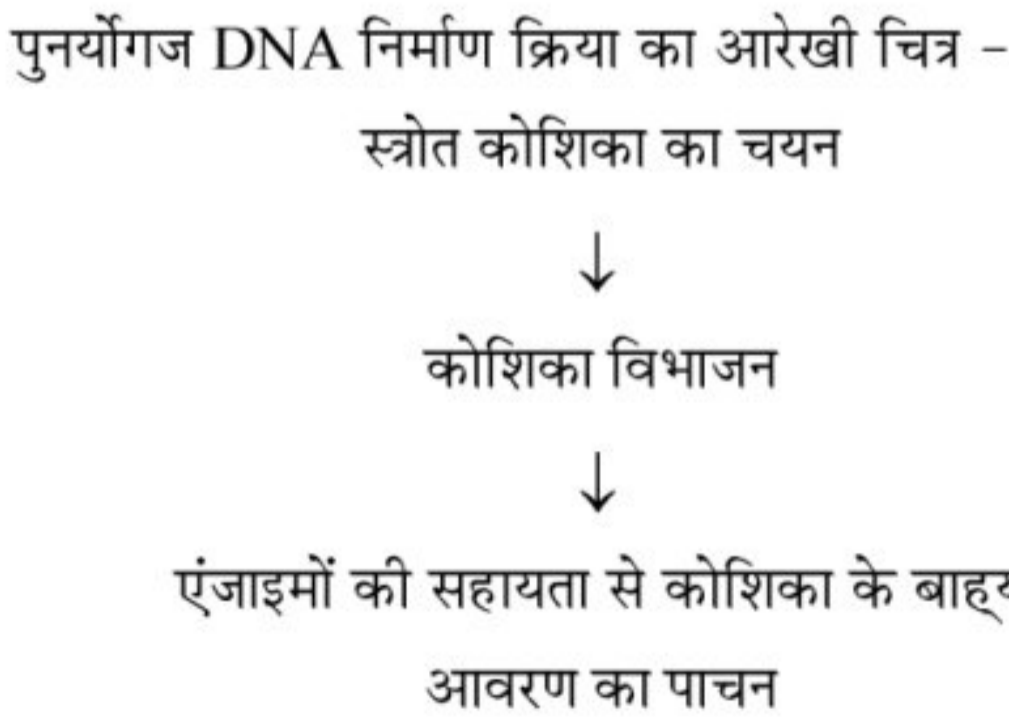 पुनर्योगज DNA निर्माण क्रिया का आरेखी चित्र –
स्त्रोत कोशिका का चयन
↓
कोशिका विभाजन
↓
एंजाइमों की सहायता से कोशिका के बाह्य
आवरण का पाचन